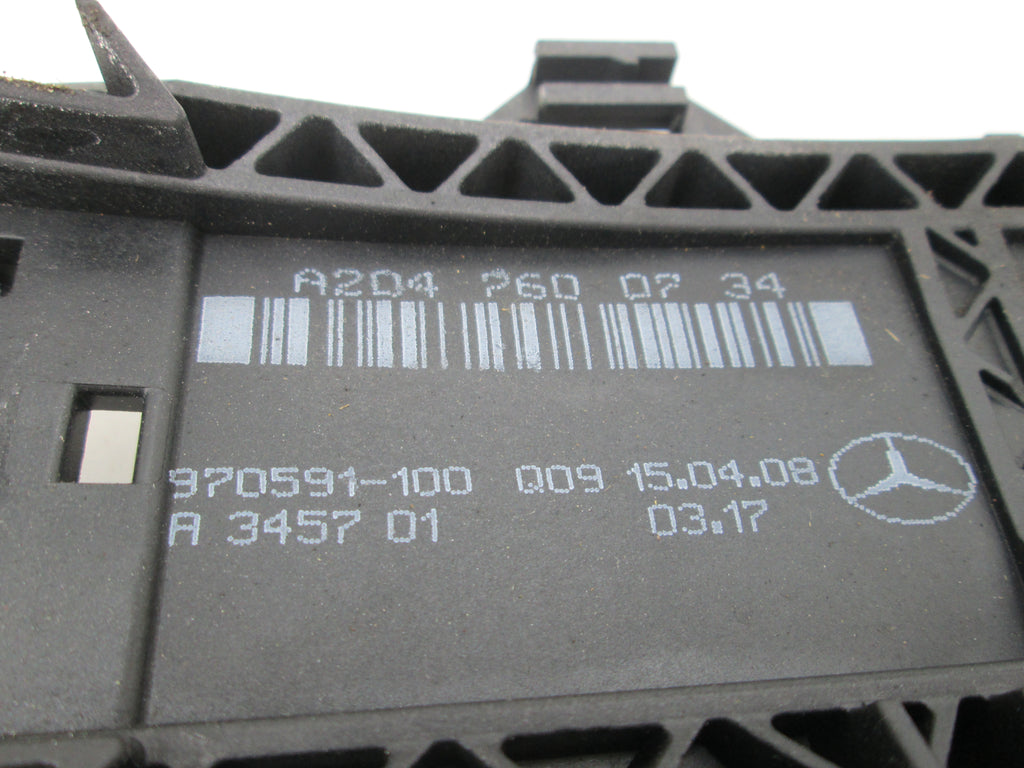 A204 760 07 34
970591-100 Q09 15.04.08
A 3457 01 03.17